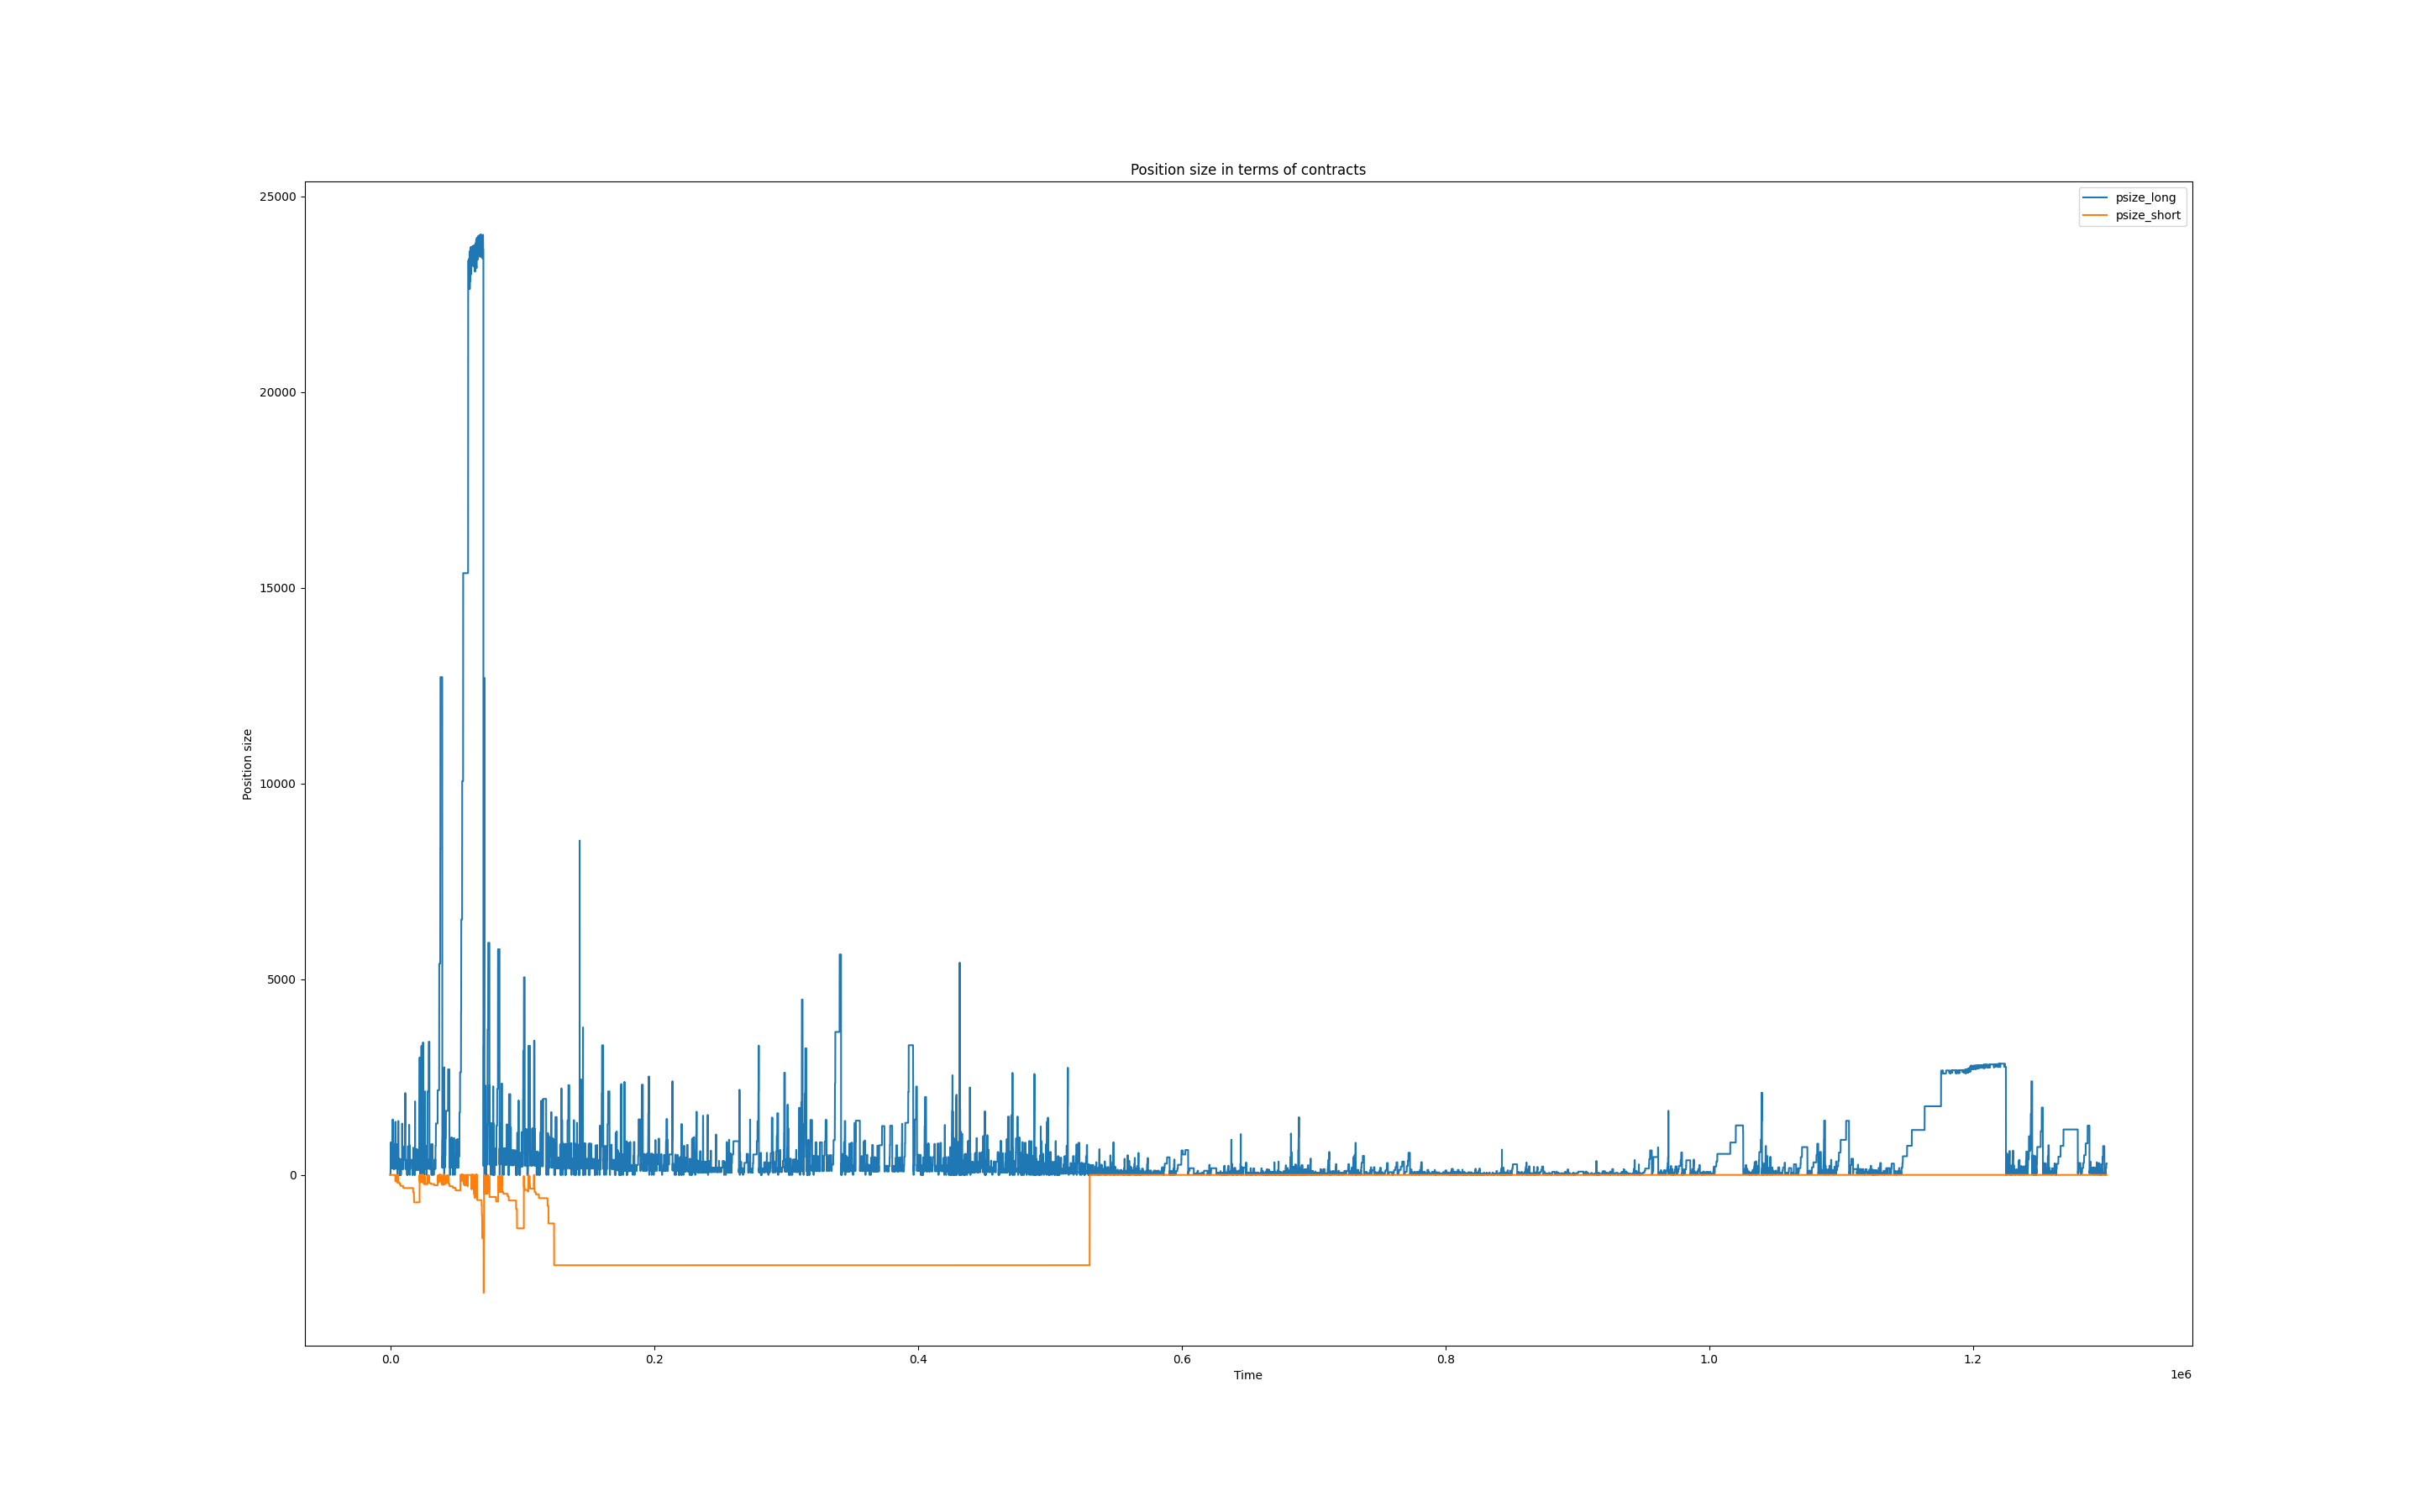 Position size in terms of contracts
psize_long
psize_short
25000
20000
15000
10000
5000
0
Position size
0.0 0.2 0.4 0.6 0.8 1.0 1.2
Time
1e6